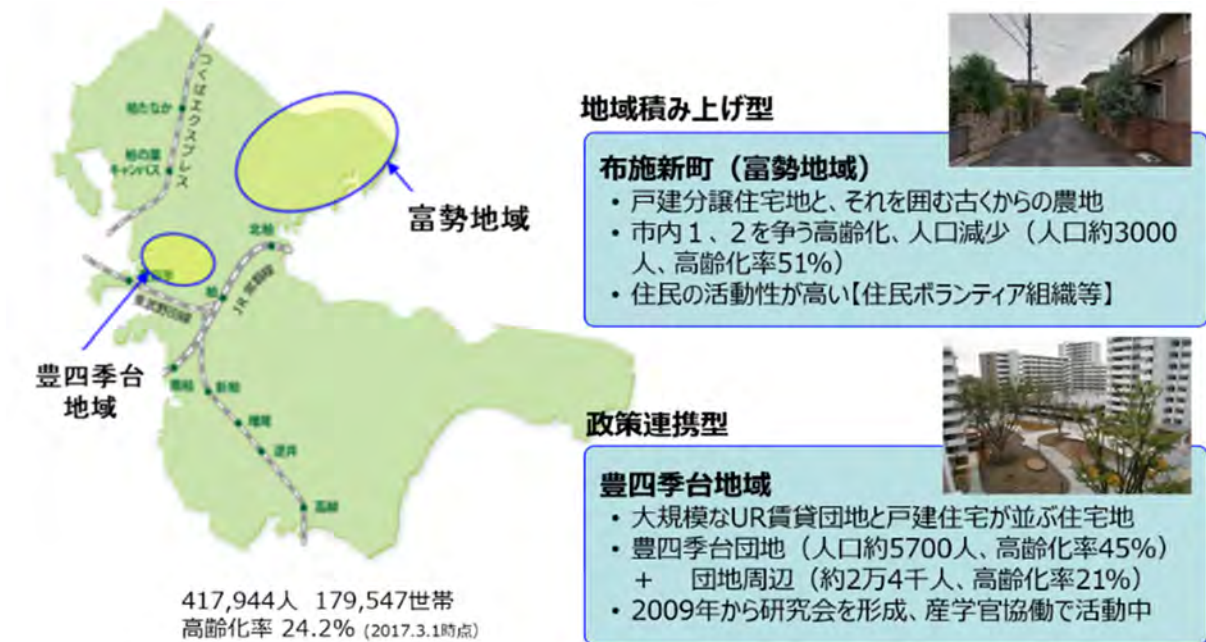 つくばエクスプレス
柏たなか
柏の葉
キャンパス
富勢地域
北柏
柏
JR 常磐線
東武野田線
豊四季台
地域
南柏
新柏
増尾
逆井
高柳
417,944人 179,547世帯
高齢化率 24.2% (2017.3.1時点)
地域積み上げ型
布施新町（富勢地域）
• 戸建分譲住宅地と、それを囲む古くからの農地
• 市内１、２を争う高齢化、人口減少（人口約3000
人、高齢化率51%）
• 住民の活動性が高い【住民ボランティア組織等】
政策連携型
豊四季台地域
• 大規模なUR賃貸団地と戸建住宅が並ぶ住宅地
• 豊四季台団地（人口約5700人、高齢化率45%）
+ 団地周辺（約2万4千人、高齢化率21%）
• 2009年から研究会を形成、産学官協働で活動中